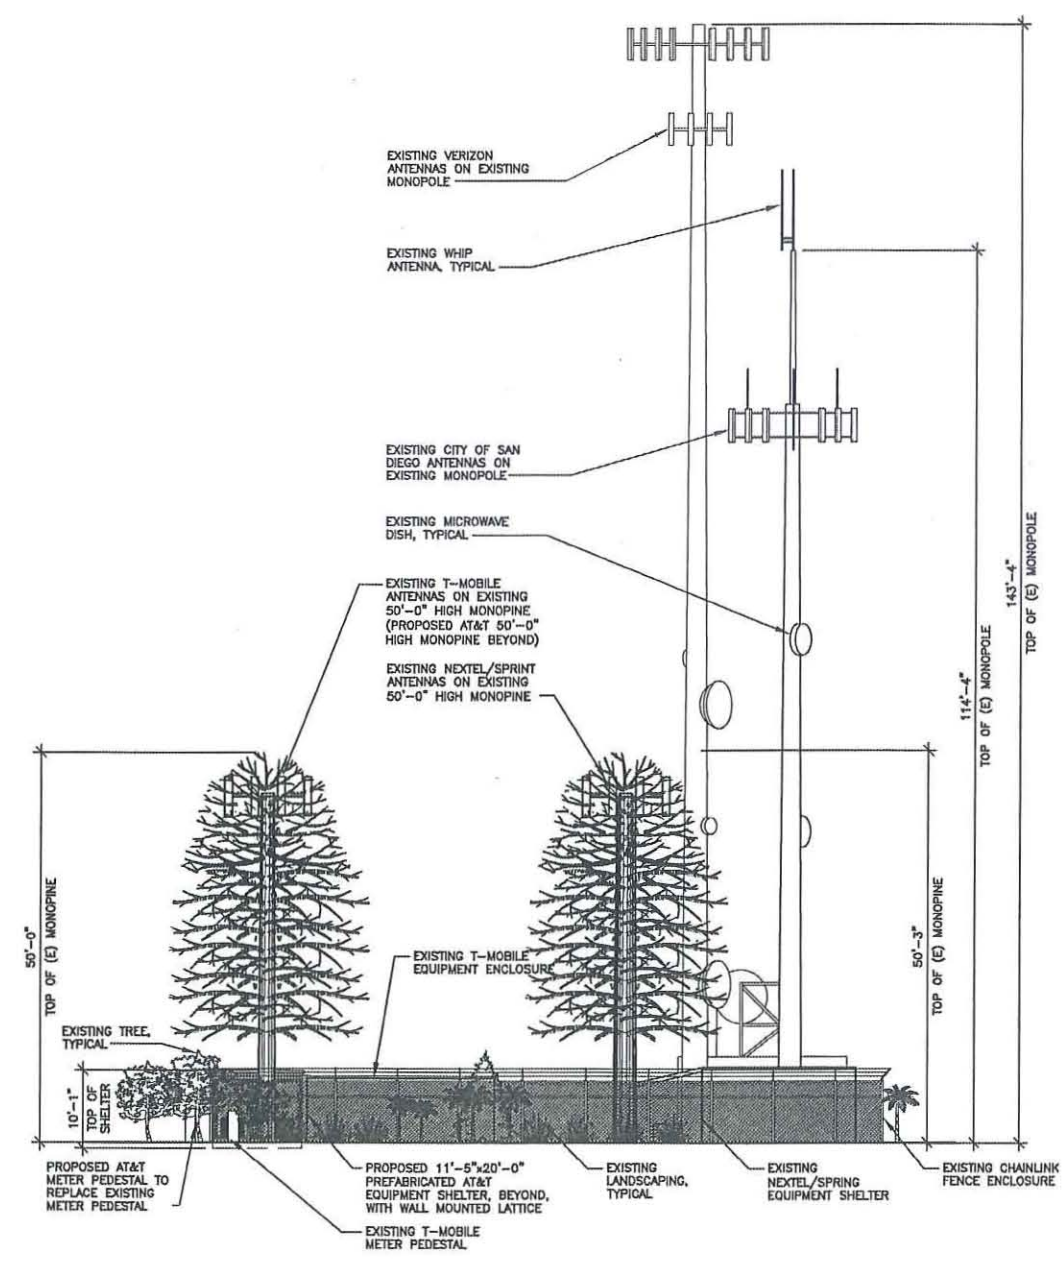 EXISTING VERIZON
ANTENNAS ON EXISTING
MONOPOLE
EXISTING WHIP
ANTENNA, TYPICAL
EXISTING CITY OF SAN
DIEGO ANTENNAS ON
EXISTING MONOPOLE
EXISTING MICROWAVE
DISH, TYPICAL
EXISTING T-MOBILE
ANTENNAS ON EXISTING
50'-0" HIGH MONOPINE
(PROPOSED AT&T 50'-0"
HIGH MONOPINE BEYOND)
EXISTING NEXTEL/SPRINT
ANTENNAS ON EXISTING
50'-0" HIGH MONOPINE
143'-4"
TOP OF (E) MONOPOLE
114'-4"
TOP OF (E) MONOPOLE
50'-0"
TOP OF (E) MONOPINE
50'-3"
TOP OF (E) MONOPINE
EXISTING T-MOBILE
EQUIPMENT ENCLOSURE
EXISTING TREE,
TYPICAL
10'-1"
TOP OF
SHELTER
PROPOSED AT&T
METER PEDESTAL TO
REPLACE EXISTING
METER PEDESTAL
PROPOSED 11'-5"x20'-0"
PREFABRICATED AT&T
EQUIPMENT SHELTER, BEYOND,
WITH WALL MOUNTED LATTICE
EXISTING T-MOBILE
METER PEDESTAL
EXISTING
LANDSCAPING,
TYPICAL
EXISTING
NEXTEL/SPRING
EQUIPMENT SHELTER
EXISTING CHAINLINK
FENCE ENCLOSURE